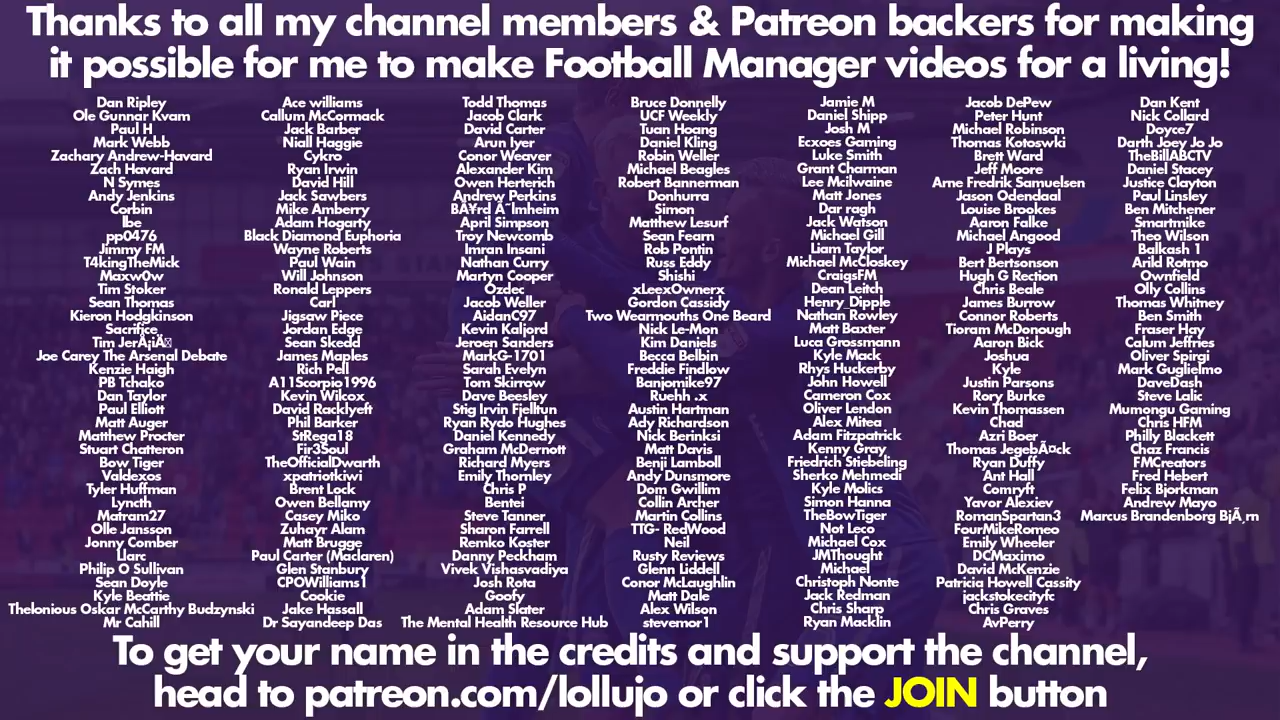 Thanks to all my channel members & Patreon backers for making
it possible for me to make Football Manager videos for a living!
Dan Ripley
Ole Gunnar Kvam
Paul H
Mark Webb
Zachary Andrew-Havard
Zach Havard
N Symes
Andy Jenkins
Corbin
Ibe
pp0476
Jimmy FM
T4kingTheMick
Maxw0w
Tim Stoker
Sean Thomas
Kieron Hodgkinson
Sacrifice
Tim
Joe Carey The Arsenal Debate
Kenzie Haigh
PB Tchako
Dan Taylor
Paul Elliott
Matt Auger
Matthew Procter
Stuart Chatteron
Bow Tiger
Valdexos
Tyler Huffman
Lyncth
Matram27
Olle Jansson
Jonny Comber
Llarc
Philip O Sullivan
Sean Doyle
Kyle Beattie
Thelonious Oskar McCarthy Budzynski
Mr Cahill
Ace williams
Callum McCormack
Jack Barber
Niall Haggie
Cykro
Ryan Irwin
David Hill
Jack Sawbers
Mike Amberry
Adam Hogarty
Black Diamond Euphoria
Wayne Roberts
Paul Wain
Will Johnson
Ronald Leppers
Carl
Jigsaw Piece
Jordan Edge
Sean Skedd
James Maples
Rich Pell
A11Scorpio1996
Kevin Wilcox
David Racklyeft
Phil Barker
StRega18
Fir3Soul
TheOfficialDwarth
xpatriotkiwi
Brent Lock
Owen Bellamy
Casey Miko
Zuhayr Alam
Matt Brugge
Paul Carter (Maclaren)
Glen Stanbury
CPOWilliams1
Cookie
Jake Hassall
Dr Sayandeep Das
Todd Thomas
Jacob Clark
David Carter
Arun Iyer
Conor Weaver
Alexander Kim
Owen Herterich
Andrew Perkins
BÃ¥rd Ã˜lmheim
April Simpson
Troy Newcomb
Imran Insani
Nathan Curry
Martyn Cooper
Ozdec
Jacob Weller
AidanC97
Kevin Kaljord
Jeroen Sanders
MarkG-1701
Sarah Evelyn
Tom Skirrow
Dave Beesley
Stig Irvin Fjelltun
Ryan Rydo Hughes
Daniel Kennedy
Graham McDernott
Richard Myers
Emily Thornley
Chris P
Bentei
Steve Tanner
Sharon Farrell
Remko Koster
Danny Peckham
Vivek Vishasvadiya
Josh Rota
Goofy
Adam Slater
The Mental Health Resource Hub
Bruce Donnelly
UCF Weekly
Tuan Hoang
Daniel Kling
Robin Weller
Michael Beagles
Robert Bannerman
Donhurra
Simon
Matthew Lesurf
Sean Fearn
Rob Pontin
Russ Eddy
Shishi
xLeexOwnerx
Gordon Cassidy
Two Wearmouths One Beard
Nick Le-Mon
Kim Daniels
Becca Belbin
Freddie Findlow
Banjomike97
Ruehh .x
Austin Hartman
Ady Richardson
Nick Berinksi
Matt Davis
Benji Lamboll
Andy Dunsmore
Dom Gwillim
Collin Archer
Martin Collins
TTG- RedWood
Neil
Rusty Reviews
Glenn Liddell
Conor McLaughlin
Matt Dale
Alex Wilson
stevemor1
Jamie M
Daniel Shipp
Josh M
Ecxoes Gaming
Luke Smith
Grant Charman
Lee Mcilwaine
Matt Jones
Dar ragh
Jack Watson
Michael Gill
Liam Taylor
Michael McCloskey
CraigsFM
Dean Leitch
Henry Dipple
Nathan Rowley
Matt Baxter
Luca Grossmann
Kyle Mack
Rhys Huckerby
John Howell
Cameron Cox
Oliver Lendon
Alex Mitea
Adam Fitzpatrick
Kenny Gray
Friedrich Stiebeling
Sherko Mehmedi
Kyle Molics
Simon Hanna
TheBowTiger
Not Leco
Michael Cox
JMThought
Michael
Christoph Nonte
Jack Redman
Chris Sharp
Ryan Macklin
Jacob DePew
Peter Hunt
Michael Robinson
Thomas Kotoswki
Brett Ward
Jeff Moore
Arne Fredrik Samuelsen
Jason Odendaal
Louise Brookes
Aaron Falke
Michael Angood
J Plays
Bert Bertsonson
Hugh G Rection
Chris Beale
James Burrow
Connor Roberts
Tioram McDonough
Aaron Bick
Joshua
Kyle
Justin Parsons
Rory Burke
Kevin Thomassen
Chad
Azri Boer
Thomas JegebÃ¤ck
Ryan Duffy
Ant Hall
Comryft
Yavor Alexiev
RomanSpartan3
FourMikeRomeo
Emily Wheeler
DCMaximo
David McKenzie
Patricia Howell Cassity
jackstokecityfc
Chris Graves
AvPerry
Dan Kent
Nick Collard
Doyce7
Darth Joey Jo Jo
TheBillABCTV
Daniel Stacey
Justice Clayton
Paul Linsley
Ben Mitchener
Smartmike
Theo Wilson
Balkash 1
Arild Rotmo
Ownfield
Olly Collins
Thomas Whitney
Ben Smith
Fraser Hay
Calum Jeffries
Oliver Spirgi
Mark Guglielmo
DaveDash
Steve Lalic
Mumongu Gaming
Chris HFM
Philly Blackett
Chaz Francis
FMCreators
Fred Hebert
Felix Bjorkman
Andrew Mayo
Marcus Brandenborg BjÃ¸rn
To get your name in the credits and support the channel,
head to patreon.com/lollujo or click the JOIN button